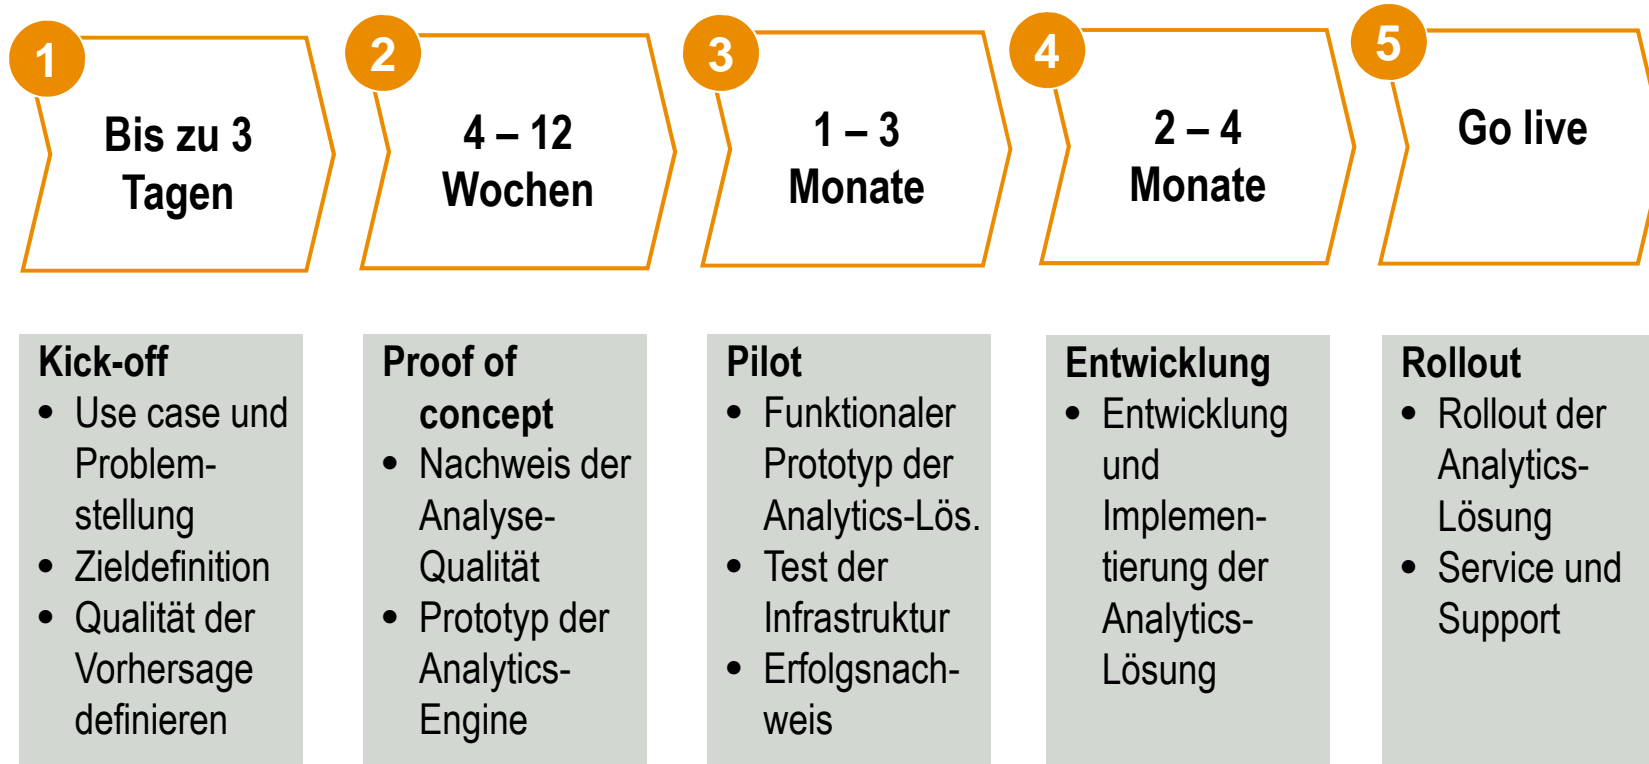 1
Bis zu 3
Tagen
2
4 – 12
Wochen
3
1 – 3
Monate
4
2 – 4
Monate
5
Go live
Kick-off
• Use case und
Problem-
stellung
• Zieldefinition
• Qualität der
Vorhersage
definieren
Proof of
concept
• Nachweis der
Analyse-
Qualität
• Prototyp der
Analytics-
Engine
Pilot
• Funktionaler
Prototyp der
Analytics-Lös.
• Test der
Infrastruktur
• Erfolgsnach-
weis
Entwicklung
• Entwicklung
und
Implemen-
tierung der
Analytics-
Lösung
Rollout
• Rollout der
Analytics-
Lösung
• Service und
Support